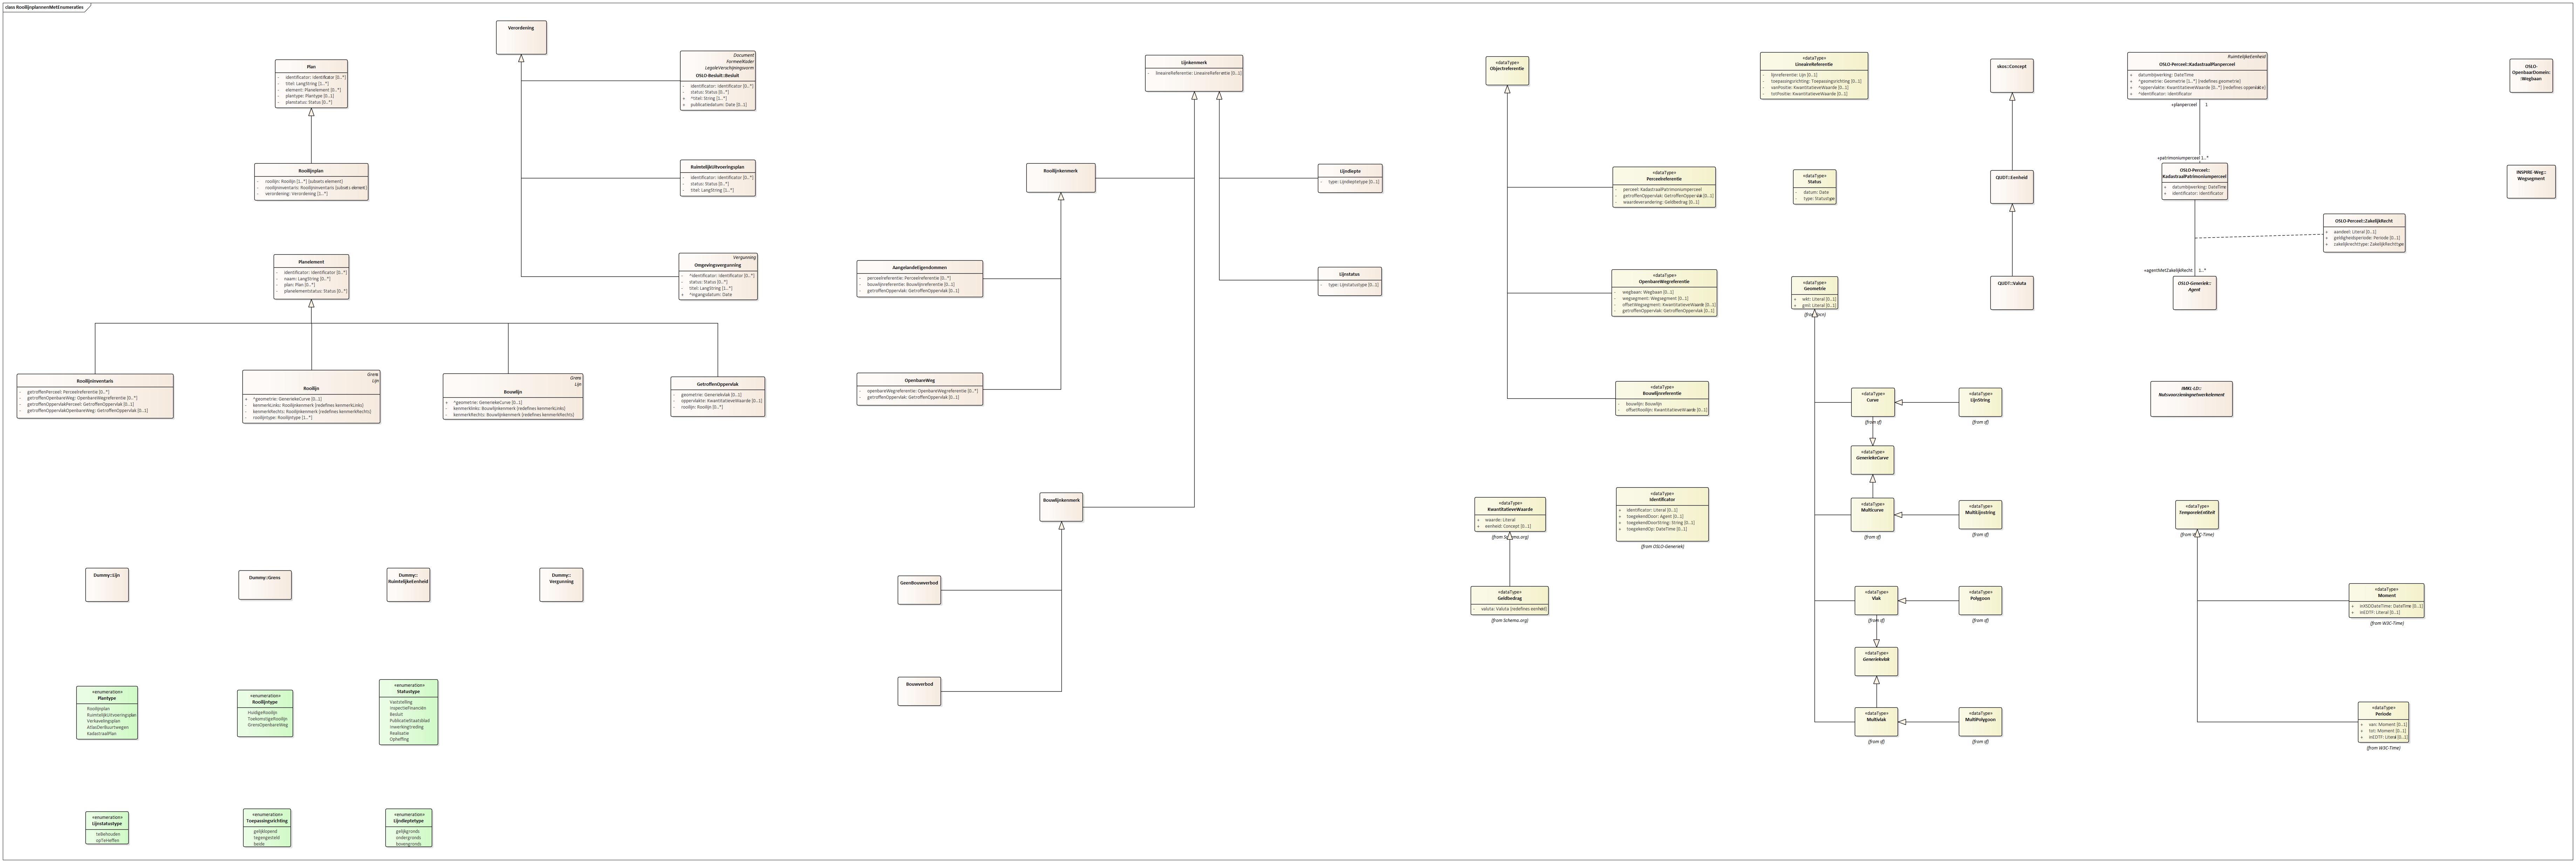 class RooilijnplannenMetEnumeraties
Verordening
Plan
- identificator: Identificator [0..*]
- titel: LangString [1..*]
- element: Planelement [0..*]
- plantype: Plantype [0..1]
- planstatus: Status [0..*]
Rooilijnplan
- rooilijn: Rooilijn [1..*] {subsets element}
- rooilijninventaris: Rooilijninventaris {subsets element}
- verordening: Verordening [1..*]
Document
FormeelKader
LegaleVerschijningsvorm
OSLO-Besluit::Besluit
- identificator: Identificator [0..*]
- status: Status [0..*]
+ ^titel: String [1..*]
+ publicatiedatum: Date [0..1]
RuimtelijkUitvoeringsplan
- identificator: Identificator [0..*]
- status: Status [0..*]
- titel: LangString [1..*]
Vergunning
Omgevingsvergunning
- ^identificator: Identificator [0..*]
- status: Status [0..*]
- titel: LangString [1..*]
+ ^ingangsdatum: Date
Planelement
- identificator: Identificator [0..*]
- naam: LangString [0..*]
- plan: Plan [0..*]
- planelementstatus: Status [0..*]
Rooilijninventaris
- getroffenPerceel: Perceelreferentie [0..*]
- getroffenOpenbareWeg: OpenbareWegreferentie [0..*]
- getroffenOppervlakPerceel: GetroffenOppervlak [0..*]
- getroffenOppervlakOpenbareWeg: GetroffenOppervlak [0..*]
Grens
Lijn
Rooilijn
+ ^geometrie: GeneriekeCurve [0..1]
- kenmerkLinks: Rooilijnkenmerk {redefines kenmerkLinks}
- kenmerkRechts: Rooilijnkenmerk {redefines kenmerkRechts}
- rooilijntype: Rooilijntype [1..*]
Grens
Lijn
Bouwlijn
+ ^geometrie: GeneriekeCurve [0..1]
- kenmerklinks: Bouwlijnkenmerk {redefines kenmerkLinks}
- kenmerkRechts: Bouwlijnkenmerk {redefines kenmerkRechts}
GetroffenOppervlak
- geometrie: Generiekvlak [0..1]
- oppervlakte: KwantitatieveWaarde [0..1]
- rooilijn: Rooilijn [0..*]
Dummy::Lijn
Dummy::Grens
Dummy::
RuimtelijkeEenheid
Dummy::
Vergunning
«enumeration»
Plantype
Rooilijnplan
RuimtelijkUitvoeringsplan
Verkavelingsplan
AtlasDerBuurtwegen
KadastraalPlan
«enumeration»
Rooilijntype
HuidigeRooilijn
ToekomstigeRooilijn
GrensOpenbareWeg
«enumeration»
Statustype
Vaststelling
InspectieFinanciën
Besluit
PublicatieStaatsblad
Inwerkingtreding
Realisatie
Opheffing
«enumeration»
Lijnstatustype
teBehouden
opTeHeffen
«enumeration»
Toepassingsrichting
gelijklopend
tegengesteld
beide
«enumeration»
Lijndieptetype
gelijkgronds
ondergronds
bovengronds
Lijnkenmerk
- lineaireReferentie: LineaireReferentie [0..1]
Rooilijnkenmerk
Lijndiepte
- type: Lijndieptetype [0..1]
Lijnstatus
- type: Lijnstatustype [0..1]
AangelandeEigendommen
- perceelreferentie: Perceelreferentie [0..*]
- bouwlijnreferentie: Bouwlijnreferentie [0..1]
- getroffenOppervlak: GetroffenOppervlak [0..*]
OpenbareWeg
- openbareWegreferentie: OpenbareWegreferentie [0..*]
- getroffenOppervlak: GetroffenOppervlak [0..*]
Bouwlijnkenmerk
GeenBouwverbod
Bouwverbod
«dataType»
Objectreferentie
«dataType»
Perceelreferentie
- perceel: KadastraalPatrimoniumperceel
- getroffenOppervlak: GetroffenOppervlak [0..1]
- waardeverandering: Geldbedrag [0..1]
«dataType»
OpenbareWegreferentie
- wegbaan: Wegbaan [0..1]
- wegsegment: Wegsegment [0..1]
- offsetWegsegment: KwantitatieveWaarde [0..1]
- getroffenOppervlak: GetroffenOppervlak [0..1]
«dataType»
Bouwlijnreferentie
- bouwlijn: Bouwlijn
- offsetRooilijn: KwantitatieveWaarde [0..1]
«dataType»
KwantitatieveWaarde
+ waarde: Literal
+ eenheid: Concept [0..1]
«dataType»
Identificator
+ identificator: Literal [0..1]
+ toegekendDoor: Agent [0..1]
+ toegekendDoorString: String [0..1]
+ toegekendOp: DateTime [0..1]
(from OSLO-Generiek)
«dataType»
Geldbedrag
- valuta: Valuta {redefines eenheid}
(from Schema.org)
«dataType»
LineaireReferentie
- lijnreferentie: Lijn [0..1]
- toepassingsrichting: Toepassingsrichting [0..1]
- vanPositie: KwantitatieveWaarde [0..1]
- totPositie: KwantitatieveWaarde [0..1]
«dataType»
Status
- datum: Date
- type: Statustype
«dataType»
Geometrie
+ wkt: Literal [0..1]
+ gml: Literal [0..1]
«dataType»
Curve
(from sf)
«dataType»
LijnString
(from sf)
«dataType»
GeneriekeCurve
«dataType»
Multicurve
(from sf)
«dataType»
MultiLijnstring
(from sf)
«dataType»
Vlak
(from sf)
«dataType»
Polygoon
(from sf)
«dataType»
Generiekvlak
«dataType»
Multivlak
(from sf)
«dataType»
MultiPolygoon
(from sf)
skos::Concept
QUDT::Eenheid
QUDT::Valuta
RuimtelijkeEenheid
OSLO-Perceel::KadastraalPlanperceel
+ datumbijwerking: DateTime
+ ^geometrie: Geometrie [1..*] {redefines geometrie}
+ ^oppervlakte: KwantitatieveWaarde [0..*] {redefines oppervlakte}
+ ^identificator: Identificator
+planperceel 1
+patrimoniumperceel 1..*
OSLO-Perceel::
KadastraalPatrimoniumperceel
+ datumbijwerking: DateTime
+ identificator: Identificator
OSLO-Perceel::ZakelijkRecht
+ aandeel: Literal [0..1]
+ geldigheidsperiode: Periode [0..1]
+ zakelijkrechttype: ZakelijkRechttype
+agentMetZakelijkRecht 1..*
OSLO-Generiek::
Agent
IMKL-LD::
Nutsvoorzieningsnetwerkelement
«dataType»
TemporeleEntiteit
«dataType»
Moment
+ inXSDDateTime: DateTime [0..1]
+ inEDTF: Literal [0..1]
(from W3C-Time)
«dataType»
Periode
+ van: Moment [0..1]
+ tot: Moment [0..1]
+ inEDTF: Literal [0..1]
(from W3C-Time)
OSLO-
OpenbaarDomein:
:Wegbaan
INSPIRE-Weg::
Wegsegment